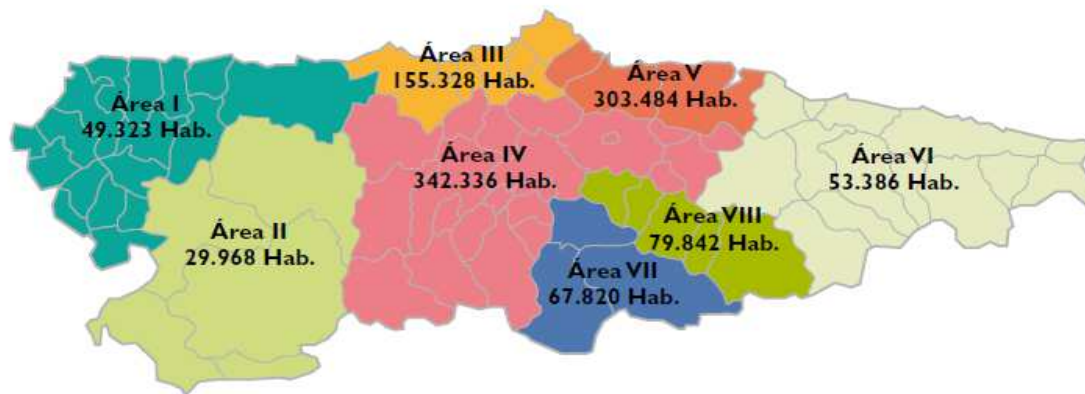 Área I
49.323 Hab.
Área II
29.968 Hab.
Área III
155.328 Hab.
Área IV
342.336 Hab.
Área V
303.484 Hab.
Área VI
53.386 Hab.
Área VII
67.820 Hab.
Área VIII
79.842 Hab.